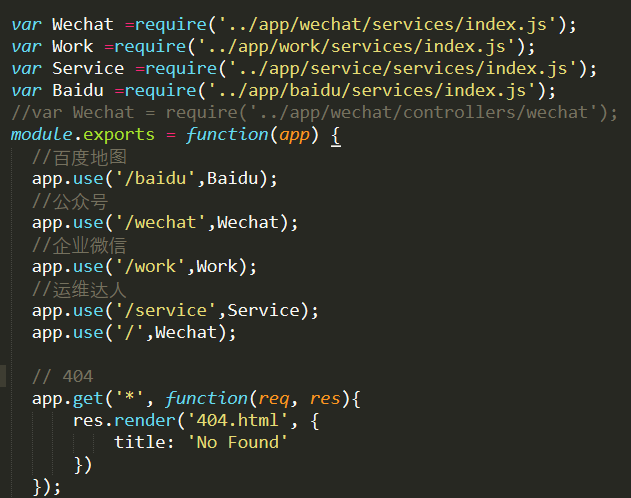 var Wechat =require('../app/wechat/services/index.js');
var Work =require('../app/work/services/index.js');
var Service =require('../app/service/services/index.js');
var Baidu =require('../app/baidu/services/index.js');
//var Wechat = require('../app/wechat/controllers/wechat');
module.exports = function(app) {
  //百度地图
  app.use('/baidu',Baidu);
  //公众号
  app.use('/wechat',Wechat);
  //企业微信
  app.use('/work',Work);
  //运维达人
  app.use('/service',Service);
  app.use('/',Wechat);

  // 404
  app.get('*', function(req, res){
      res.render('404.html', {
          title: 'No Found'
      })
  });